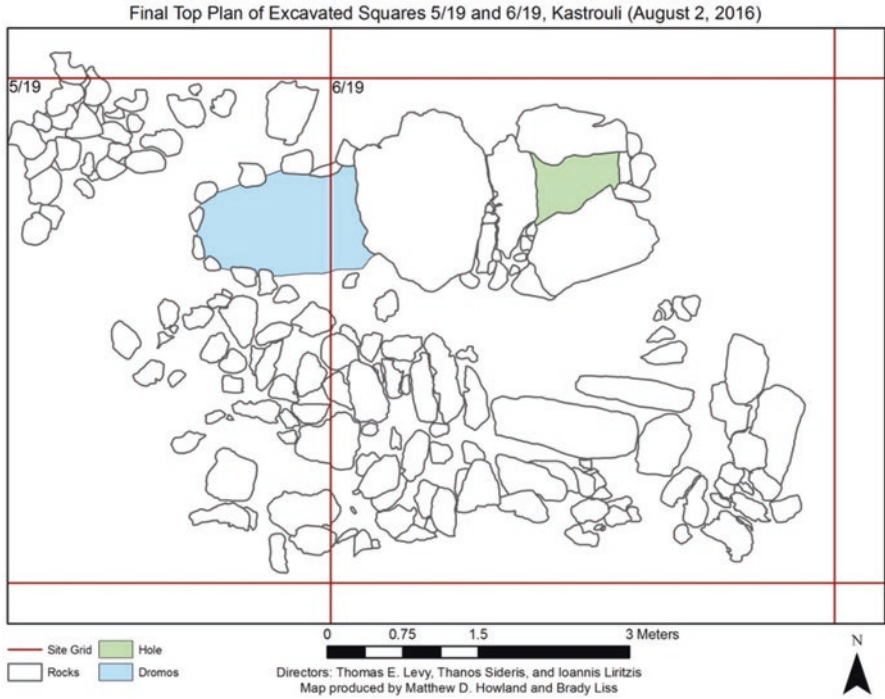 Final Top Plan of Excavated Squares 5/19 and 6/19, Kastrouli (August 2, 2016)
5/19
6/19
Site Grid
Hole
Rocks
Dromos
0 0.75 1.5 3 Meters
Directors: Thomas E. Levy, Thanos Sideris, and Ioannis Liritzis
Map produced by Matthew D. Howland and Brady Liss
N